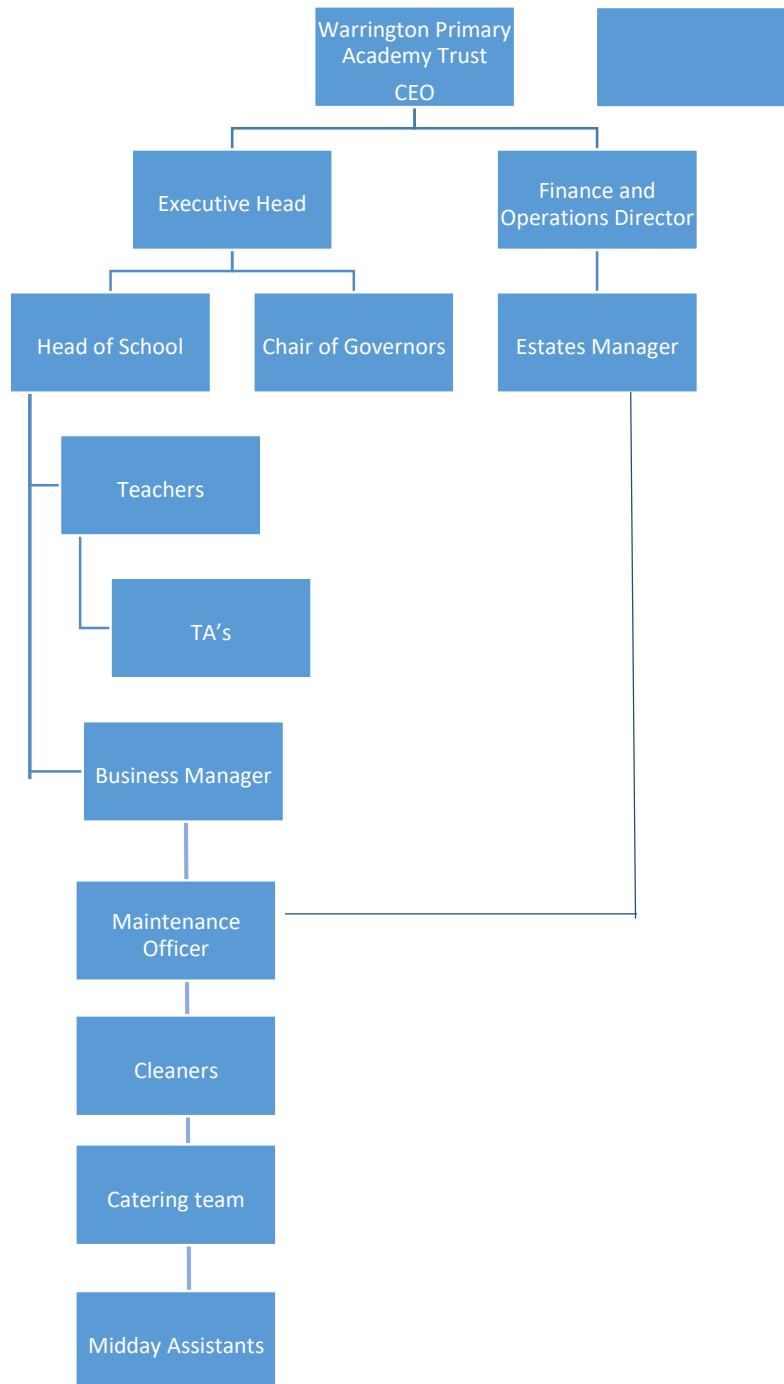 Warrington Primary
Academy Trust
CEO
Executive Head
Finance and
Operations Director
Head of School
Chair of Governors
Estates Manager
Teachers
TA’s
Business Manager
Maintenance
Officer
Cleaners
Catering team
Midday Assistants